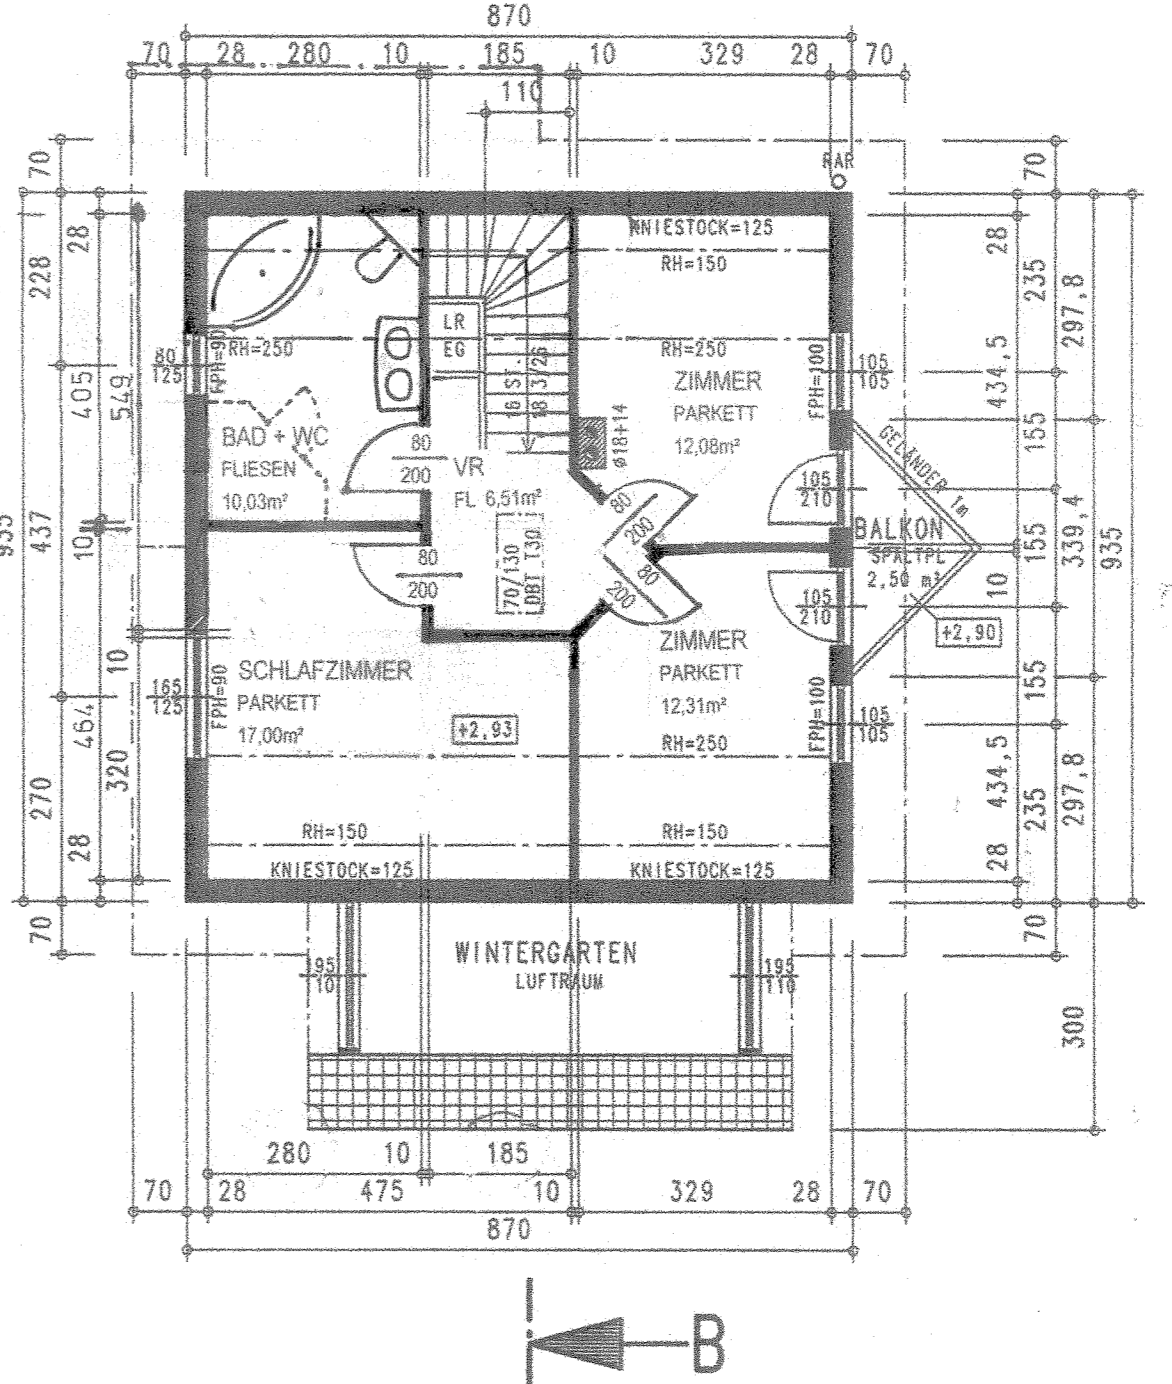 870
70 28 280 10 185 10 329 28 70
110
RAR
KNIESTOCK=125
RH=150
RH=250
LR
EG
16 ST.
18,3/26
RH=250
ZIMMER
PARKETT
12,08m²
FPH=100
105
105
Ø18+14
80
125
FPH=90
BAD + WC
FLIESEN
10,03m²
80
200
VR
FL 6,51m²
70/130
DBT T30
80
200
80
200
80
200
105
210
GELÄNDER 1m
BALKON
SPALTPL
2,50 m²
+2,90
105
210
ZIMMER
PARKETT
12,31m²
RH=250
FPH=100
105
105
SCHLAFZIMMER
PARKETT
17,00m²
+2,93
165
125
FPH=90
RH=150
KNIESTOCK=125
RH=150
KNIESTOCK=125
WINTERGARTEN
LUFTRAUM
195
110
70
935
228
437
270
70
28
405
10
464
28
549
10
320
70
28
434,5
10
434,5
28
235
155
155
155
235
70
297,8
339,4
297,8
300
935
280 10 185
70 28 475 10 329 28 70
870
B